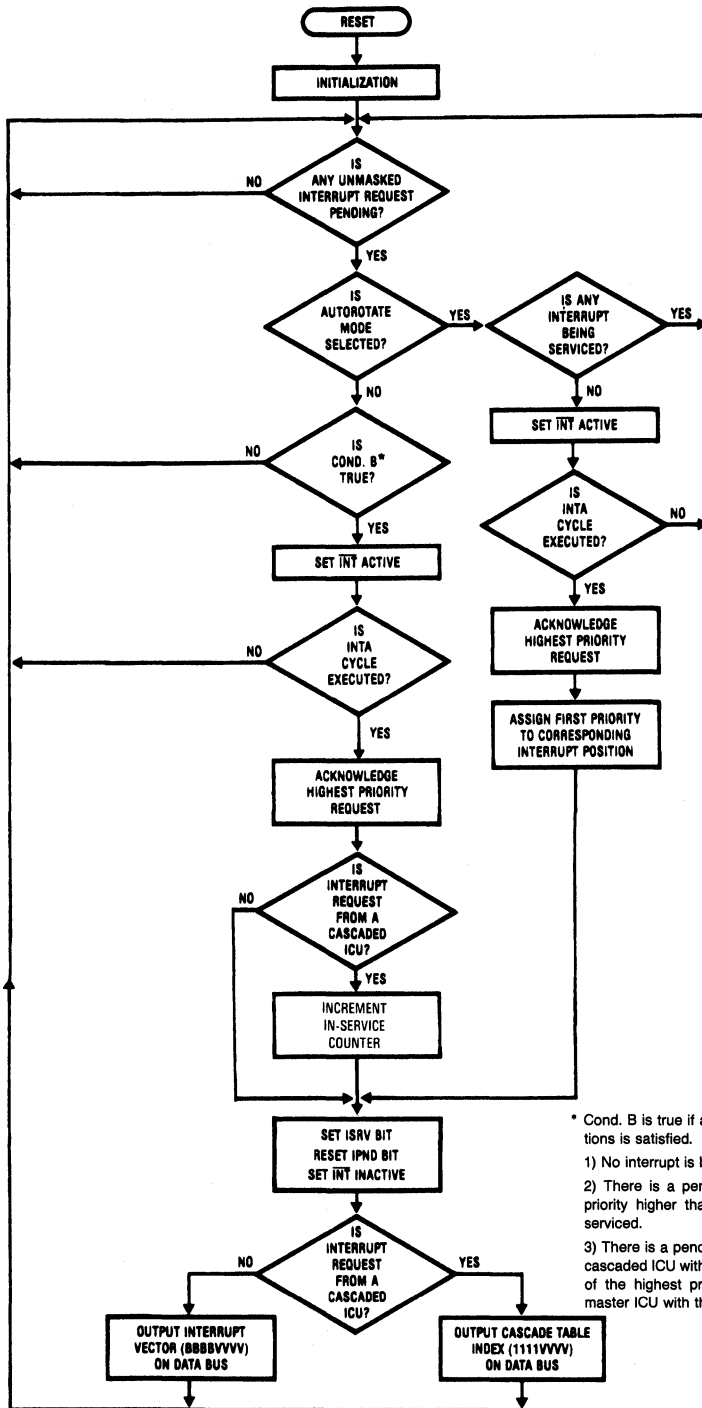 RESET
INITIALIZATION
IS
ANY UNMASKED
INTERRUPT REQUEST
PENDING?
NO
YES
IS
AUTOROTATE
MODE
SELECTED?
YES
NO
IS ANY
INTERRUPT
BEING
SERVICED?
YES
NO
SET INT ACTIVE
IS
INTA
CYCLE
EXECUTED?
NO
YES
ACKNOWLEDGE
HIGHEST PRIORITY
REQUEST
ASSIGN FIRST PRIORITY
TO CORRESPONDING
INTERRUPT POSITION
IS
COND. B*
TRUE?
NO
YES
SET INT ACTIVE
IS
INTA
CYCLE
EXECUTED?
NO
YES
ACKNOWLEDGE
HIGHEST PRIORITY
REQUEST
IS
INTERRUPT
REQUEST
FROM A
CASCADED
ICU?
NO
YES
INCREMENT
IN-SERVICE
COUNTER
SET ISRV BIT
RESET IPND BIT
SET INT INACTIVE
IS
INTERRUPT
REQUEST
FROM A
CASCADED
ICU?
NO
YES
OUTPUT INTERRUPT
VECTOR (BBBBVVVV)
ON DATA BUS
OUTPUT CASCADE TABLE
INDEX (1111VVVV)
ON DATA BUS
* Cond. B is true if
tions is satisfied.
1) No interrupt is
2) There is a
priority higher
serviced.
3) There is a
cascaded ICU with
of the highest
master ICU with